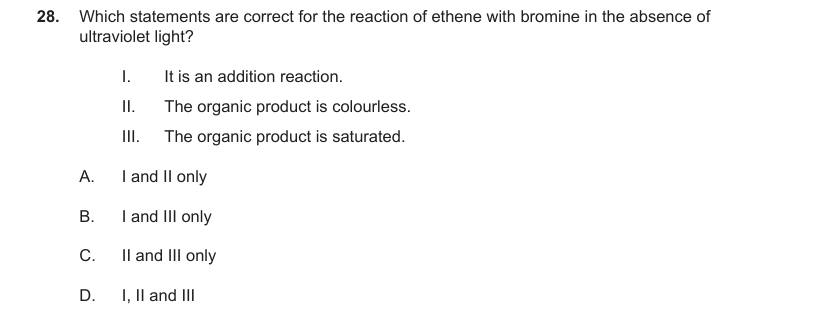 28. Which statements are correct for the reaction of ethene with bromine in the absence of
ultraviolet light?
I. It is an addition reaction.
II. The organic product is colourless.
III. The organic product is saturated.
A. I and II only
B. I and III only
C. II and III only
D. I, II and III